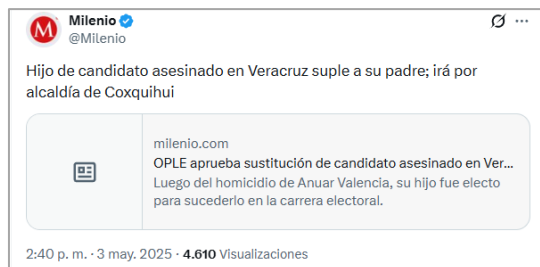 Milenio
@Milenio
Hijo de candidato asesinado en Veracruz suple a su padre; irá por
alcaldía de Coxquihui
milenio.com
OPLE aprueba sustitución de candidato asesinado en Ver...
Luego del homicidio de Anuar Valencia, su hijo fue electo
para sucederlo en la carrera electoral.
2:40 p. m. · 3 may. 2025 · 4.610 Visualizaciones